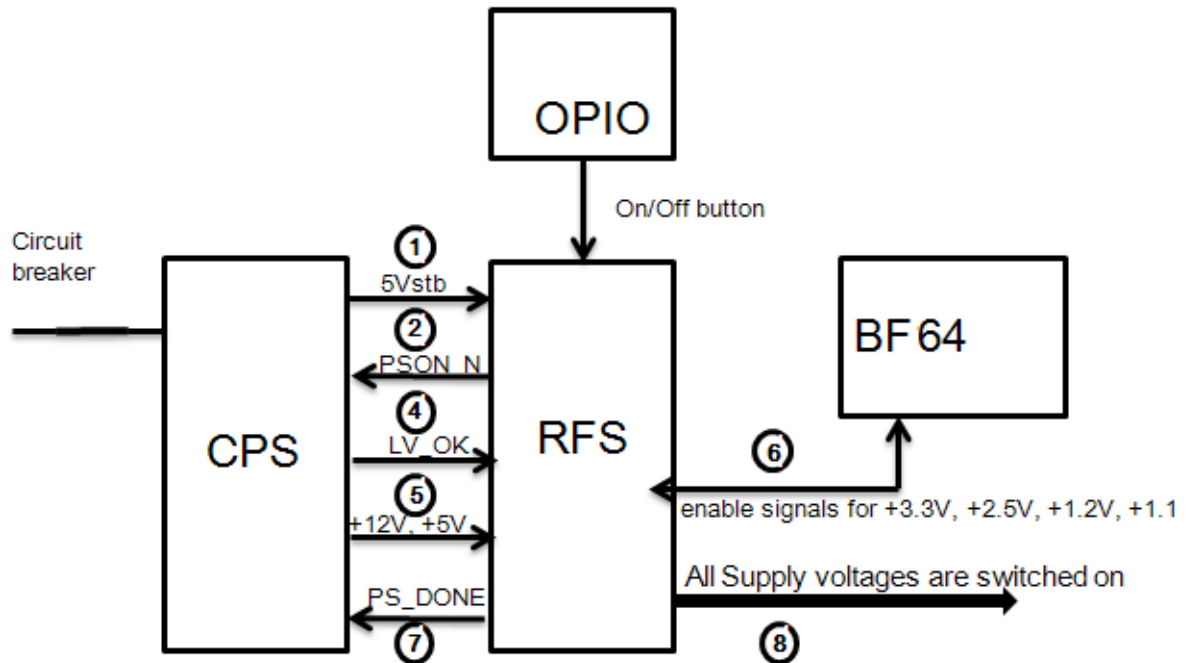 OPIO
On/Off button
Circuit
breaker
1
5Vstb
2
PSON_N
BF64
CPS
RFS
4
LV_OK
6
5
enable signals for +3.3V, +2.5V, +1.2V, +1.1
+12V, +5V
All Supply voltages are switched on
PS_DONE
7
8